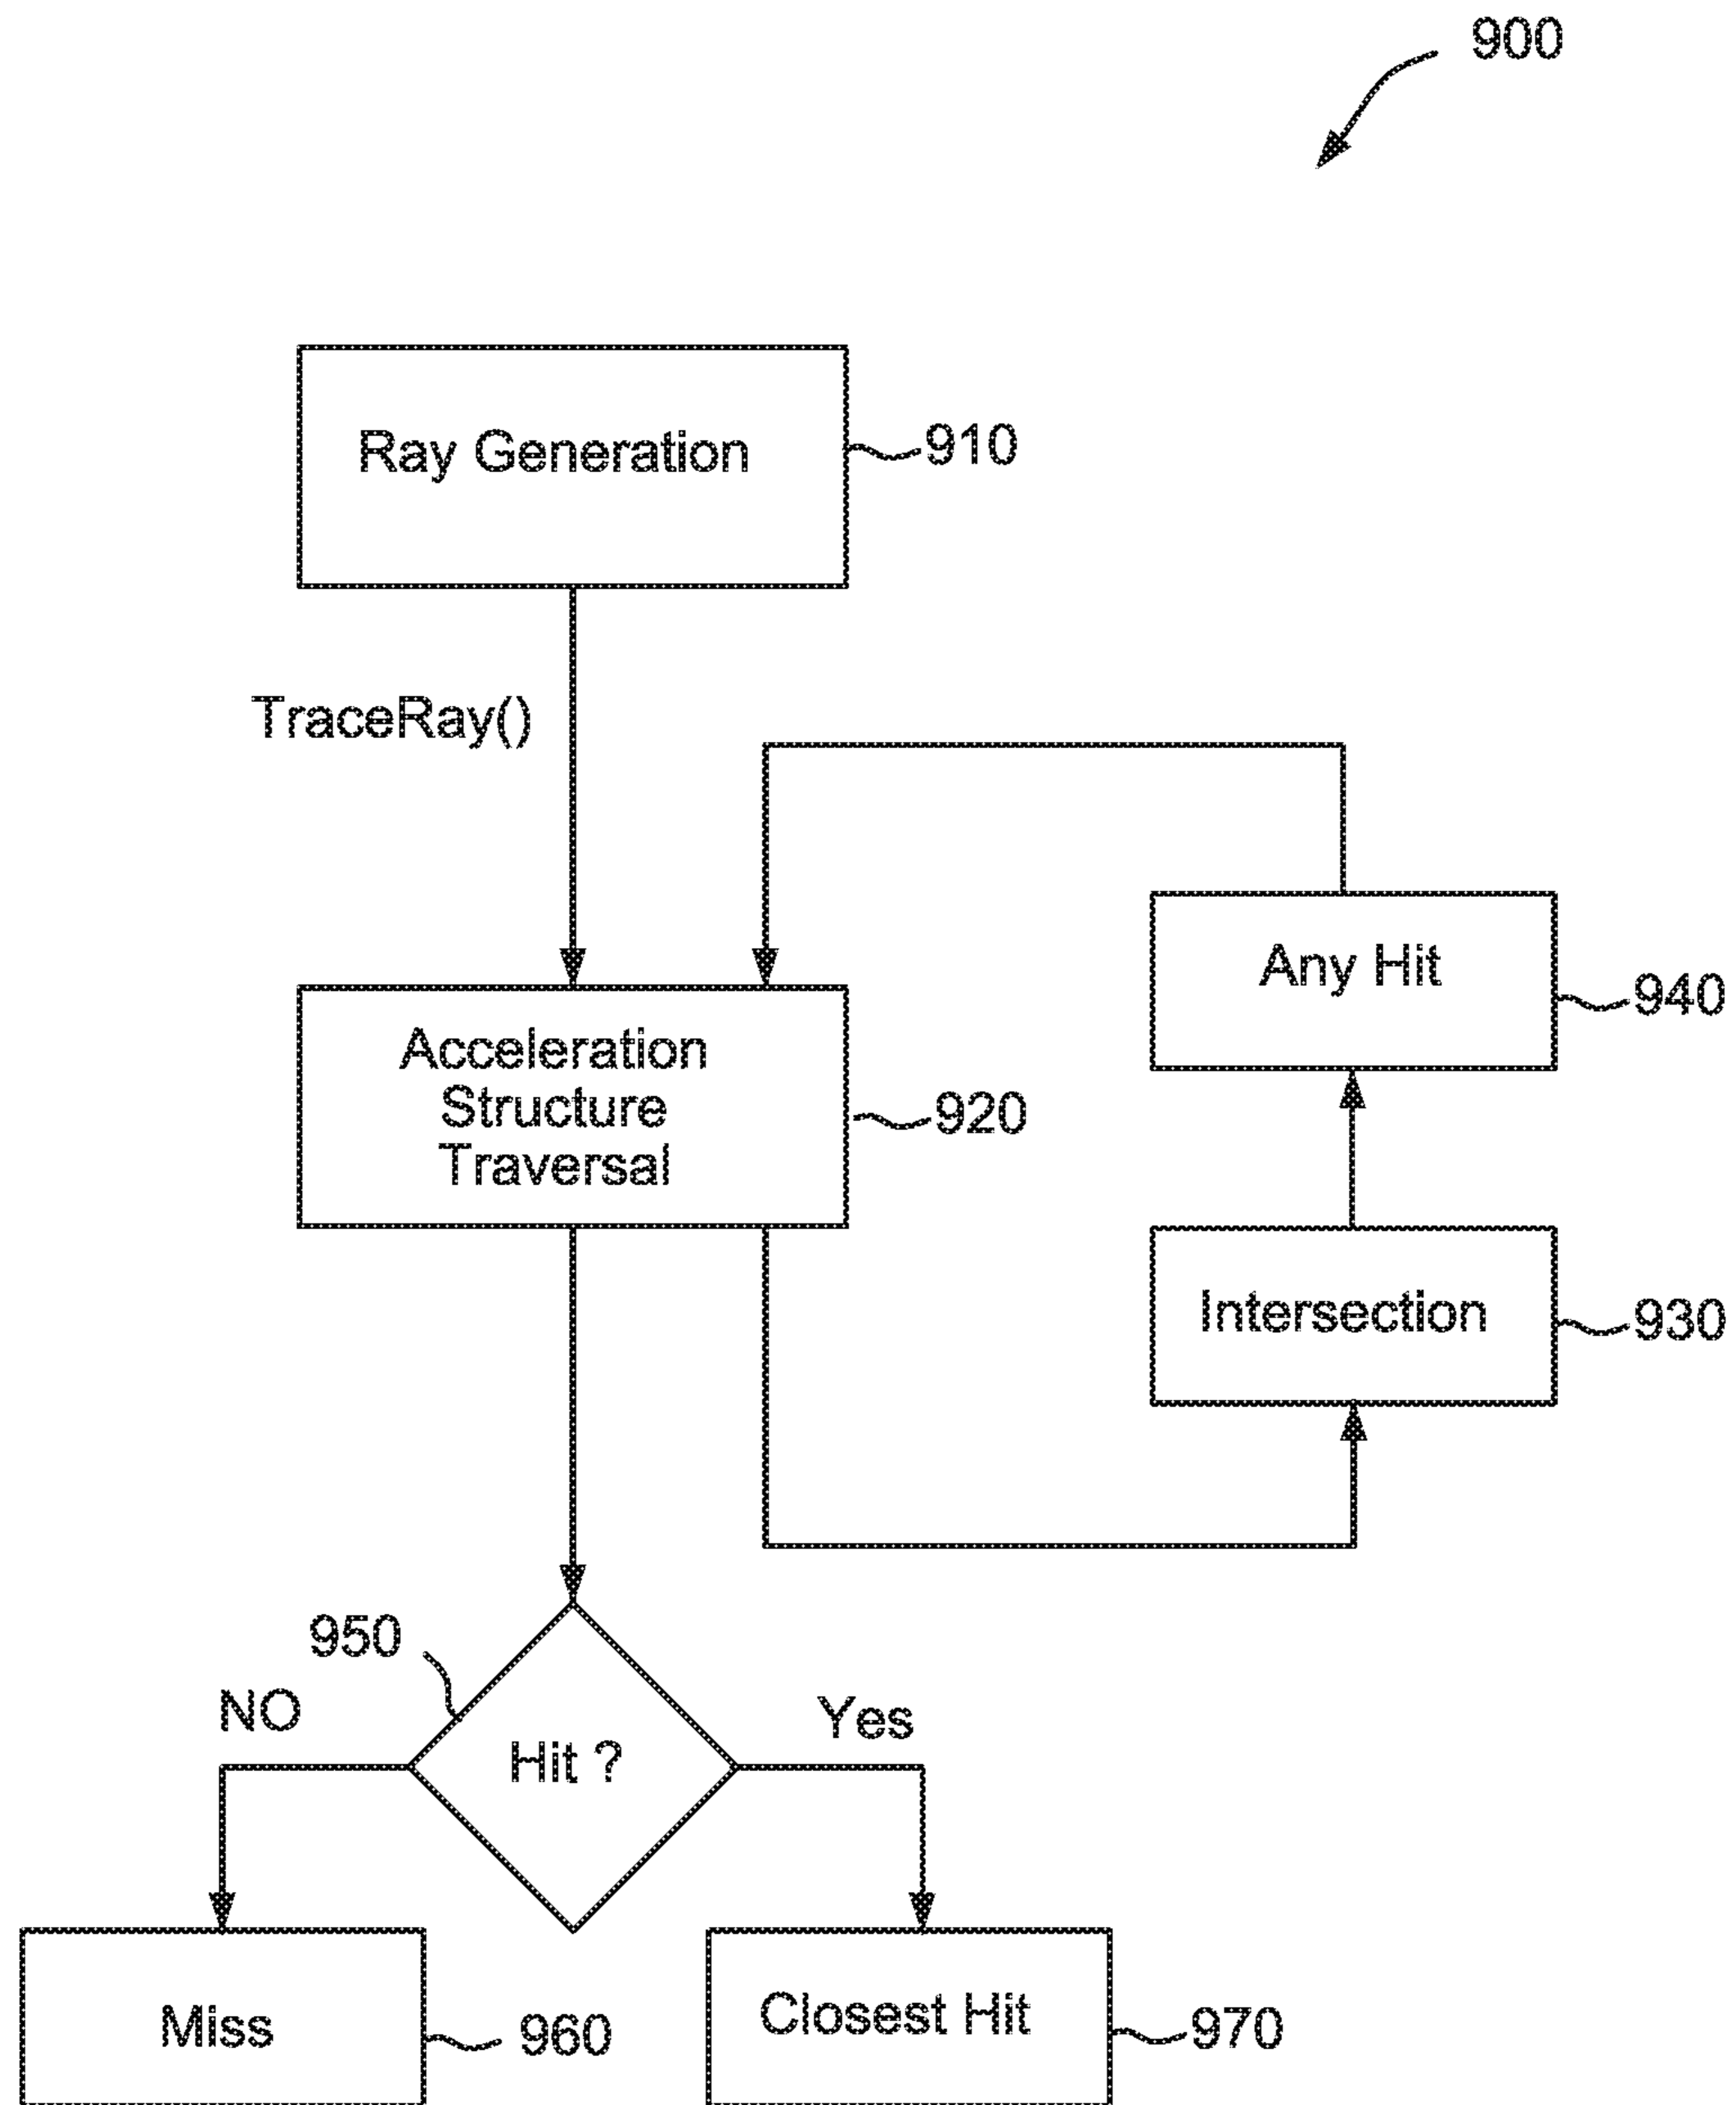 900
Ray Generation
910
TraceRay()
Any Hit
940
Acceleration
Structure
Traversal
920
Intersection
930
950
NO
Yes
Hit ?
Miss
960
Closest Hit
970